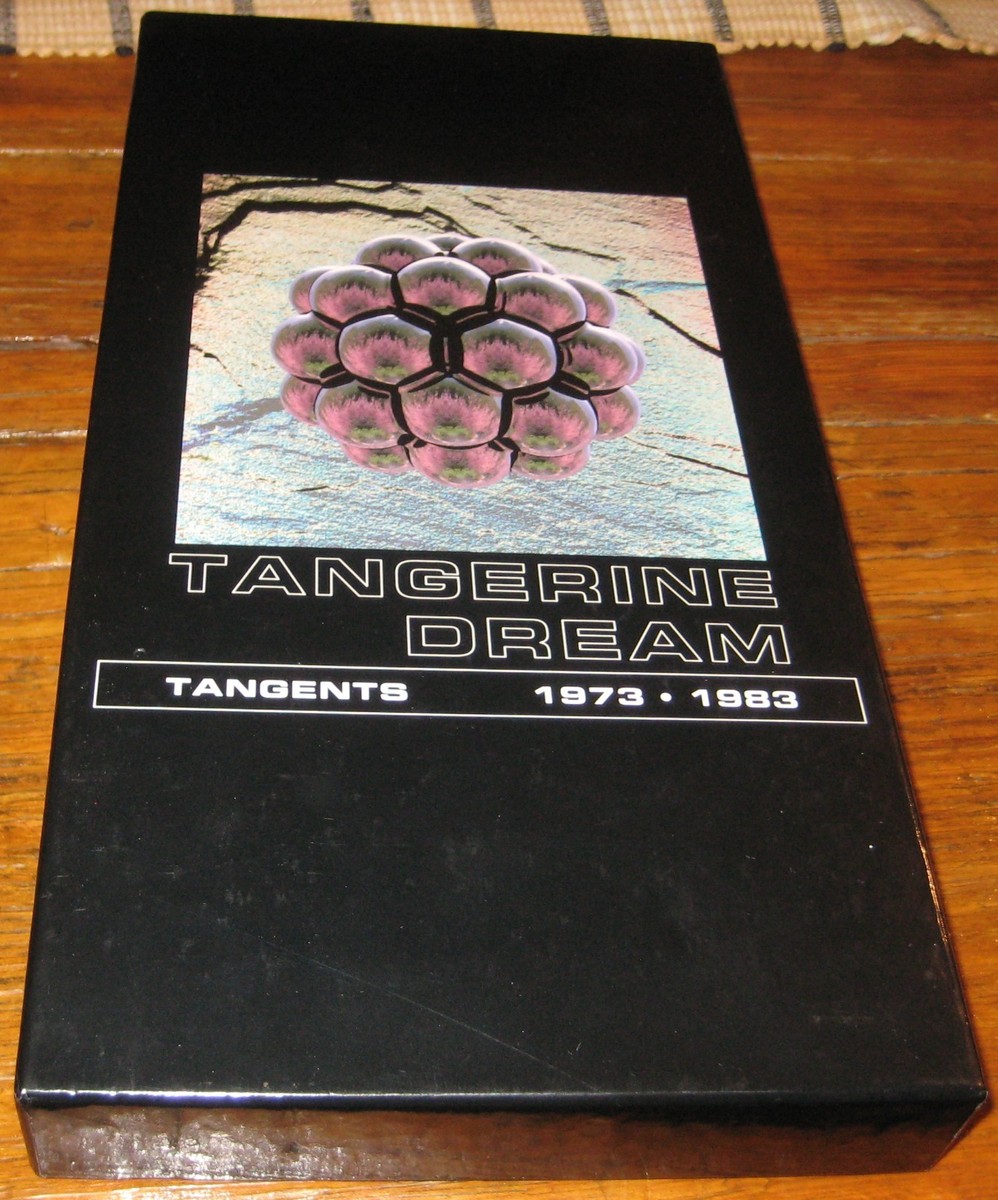 TANGERINE
DREAM
TANGENTS 1973 • 1983